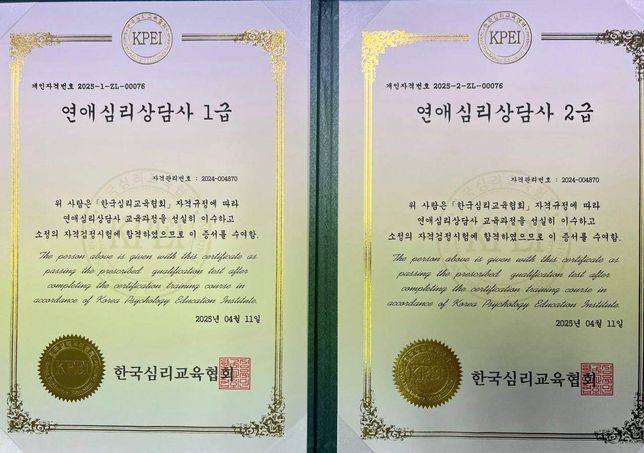 KPEI
개인자격번호 2025-1-ZL-00076
연애심리상담사 1급
자격관리번호 : 2024-004870
위 사람은「한국심리교육협회」자격규정에 따라
연애심리상담사 교육과정을 성실히 이수하고
소정의 자격검정시험에 합격하였으므로 이 증서를 수여함.
The person above is given with this certificate as
passing the prescribed qualification test after
completing the certification training course in
accordance of Korea Psychology Education Institute.
2025년 04월 11일
KPEI
한국심리교육협회
KPEI
개인자격번호 2025-2-ZL-00076
연애심리상담사 2급
자격관리번호 : 2024-004870
위 사람은「한국심리교육협회」자격규정에 따라
연애심리상담사 교육과정을 성실히 이수하고
소정의 자격검정시험에 합격하였으므로 이 증서를 수여함.
The person above is given with this certificate as
passing the prescribed qualification test after
completing the certification training course in
accordance of Korea Psychology Education Institute.
2025년 04월 11일
KPEI
한국심리교육협회